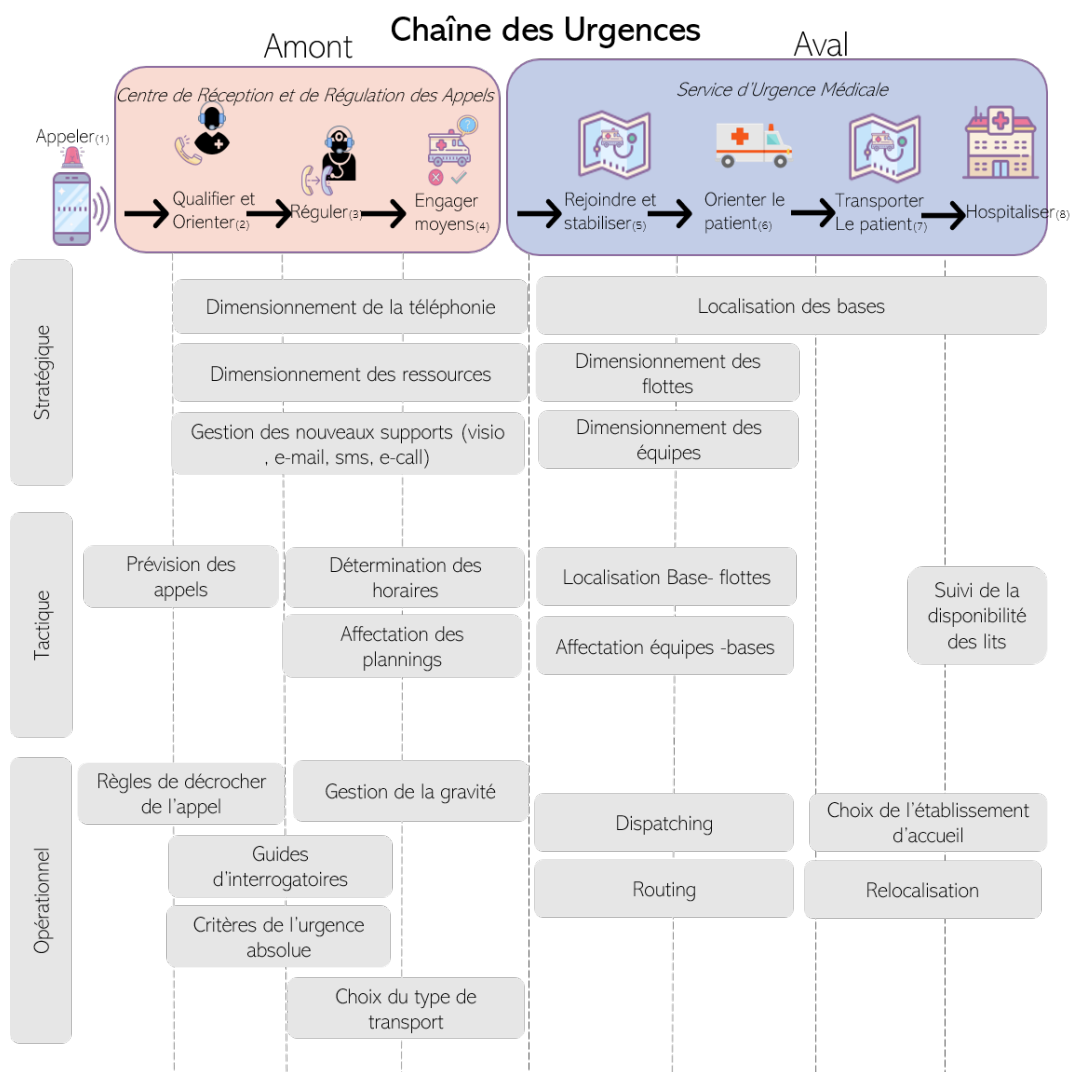 Chaîne des Urgences
Amont
Aval
Centre de Réception et de Régulation des Appels
Service d'Urgence Médicale
Appeler(1)
Qualifier et
Orienter(2)
Réguler(3)
Engager
moyens(4)
Rejoindre et
stabiliser(5)
Orienter le
patient(6)
Transporter
Le patient(7)
Hospitaliser(8)
Stratégique
Dimensionnement de la téléphonie
Localisation des bases
Dimensionnement des ressources
Dimensionnement des
flottes
Gestion des nouveaux supports (visio
, e-mail, sms, e-call)
Dimensionnement des
équipes
Tactique
Prévision des
appels
Détermination des
horaires
Localisation Base- flottes
Suivi de la
disponibilité
des lits
Affectation des
plannings
Affectation équipes -bases
Opérationnel
Règles de décrocher
de l'appel
Gestion de la gravité
Dispatching
Choix de l'établissement
d'accueil
Guides
d'interrogatoires
Routing
Relocalisation
Critères de l'urgence
absolue
Choix du type de
transport